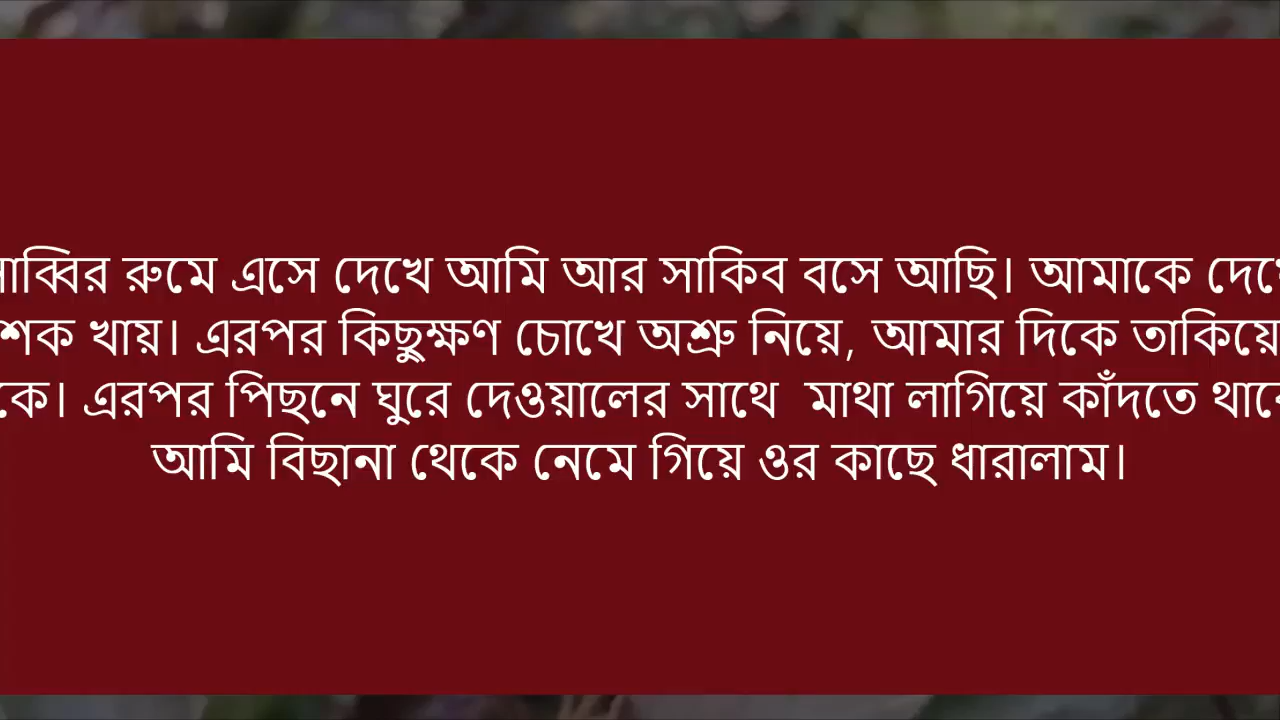 াব্বির রুমে এসে দেখে আমি আর সাকিব বসে আছি। আমাকে দেখে
শক খায়। এরপর কিছুক্ষণ চোখে অশ্রু নিয়ে, আমার দিকে তাকিয়ে
কে। এরপর পিছনে ঘুরে দেওয়ালের সাথে মাথা লাগিয়ে কাঁদতে থাকে
আমি বিছানা থেকে নেমে গিয়ে ওর কাছে ধারালাম।